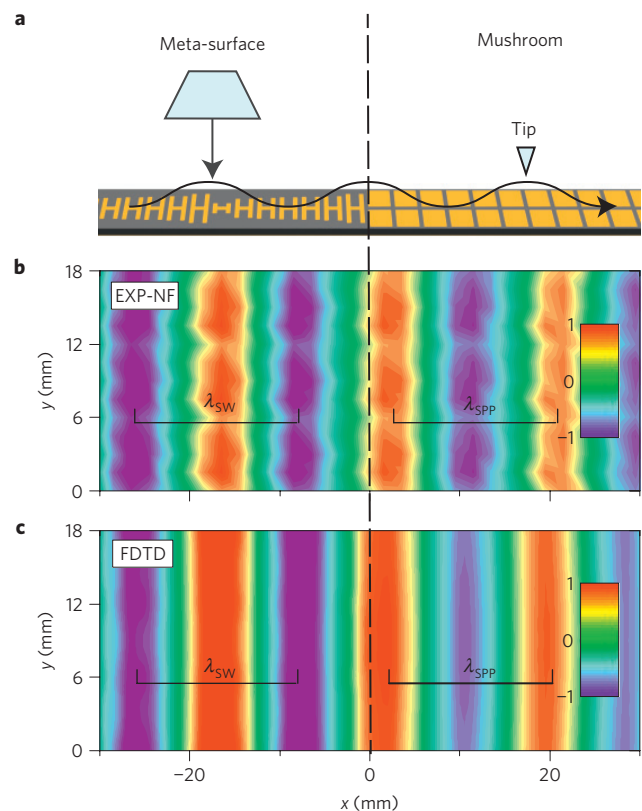 a
Meta-surface
Mushroom
Tip
b
18
12
6
0
y (mm)
EXP-NF
λSW
λSPP
1
0
−1
c
18
12
6
0
y (mm)
FDTD
λSW
λSPP
1
0
−1
−20
0
20
x (mm)